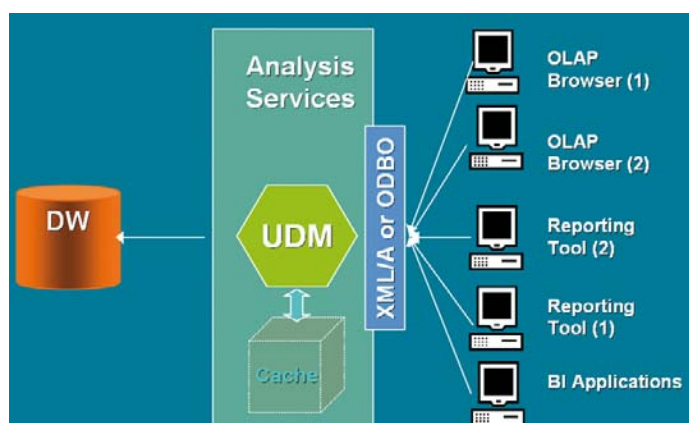 Analysis
Services
DW
UDM
Cache
XML/A or ODBO
OLAP
Browser (1)
OLAP
Browser (2)
Reporting
Tool (2)
Reporting
Tool (1)
BI Applications